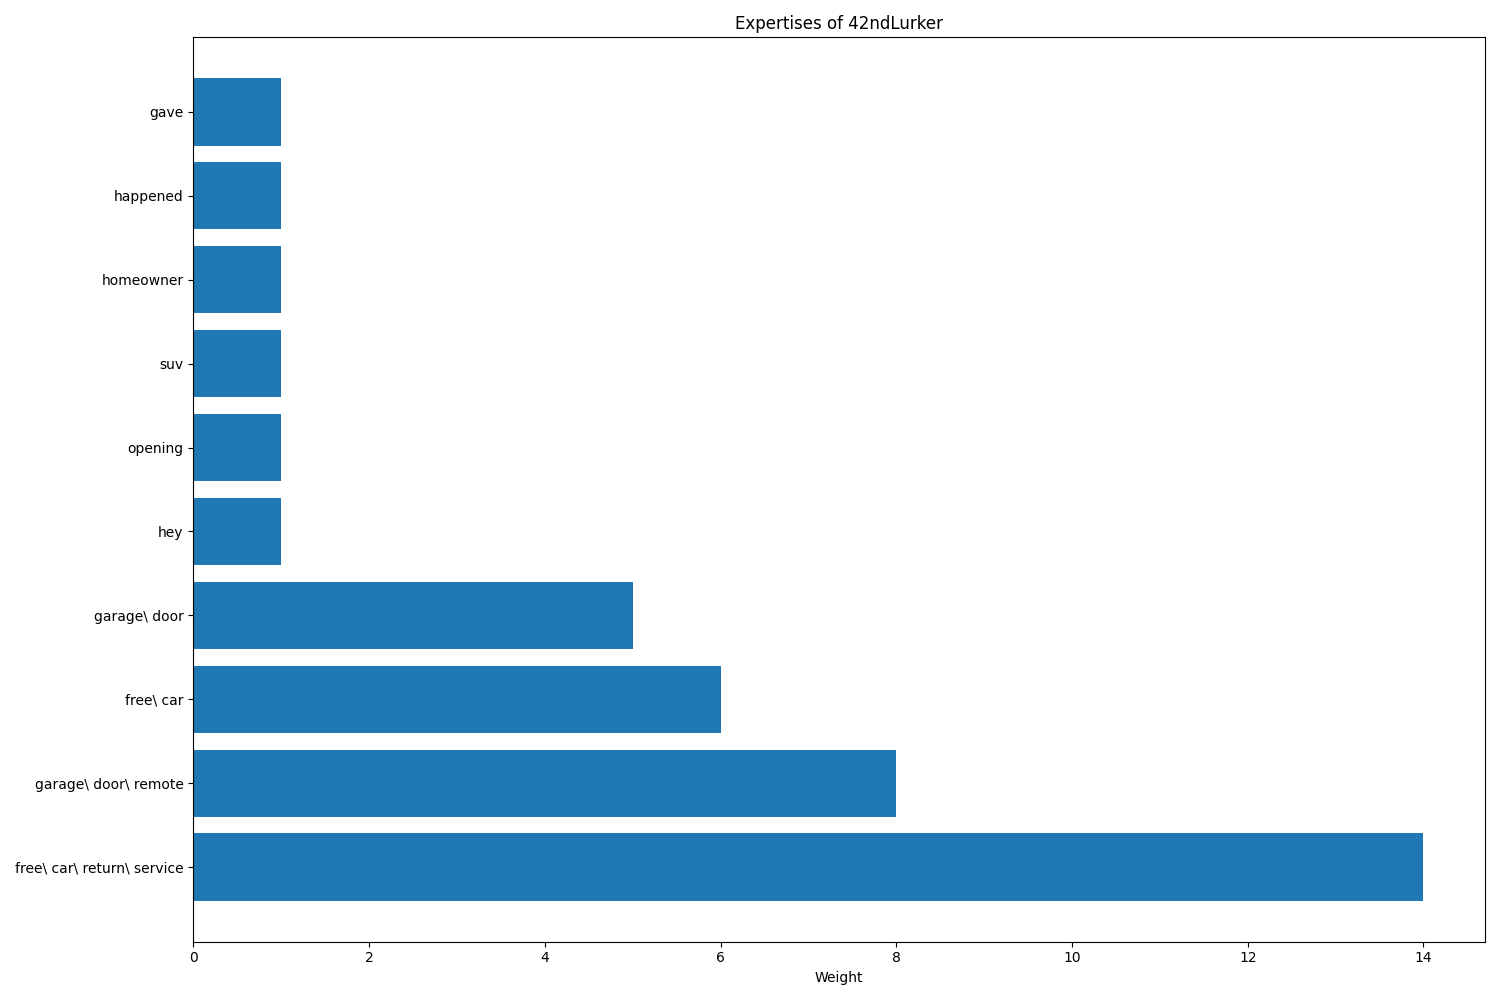 Expertises of 42ndLurker
gave
happened
homeowner
suv
opening
hey
garage\ door
free\ car
garage\ door\ remote
free\ car\ return\ service
0 2 4 6 8 10 12 14
Weight